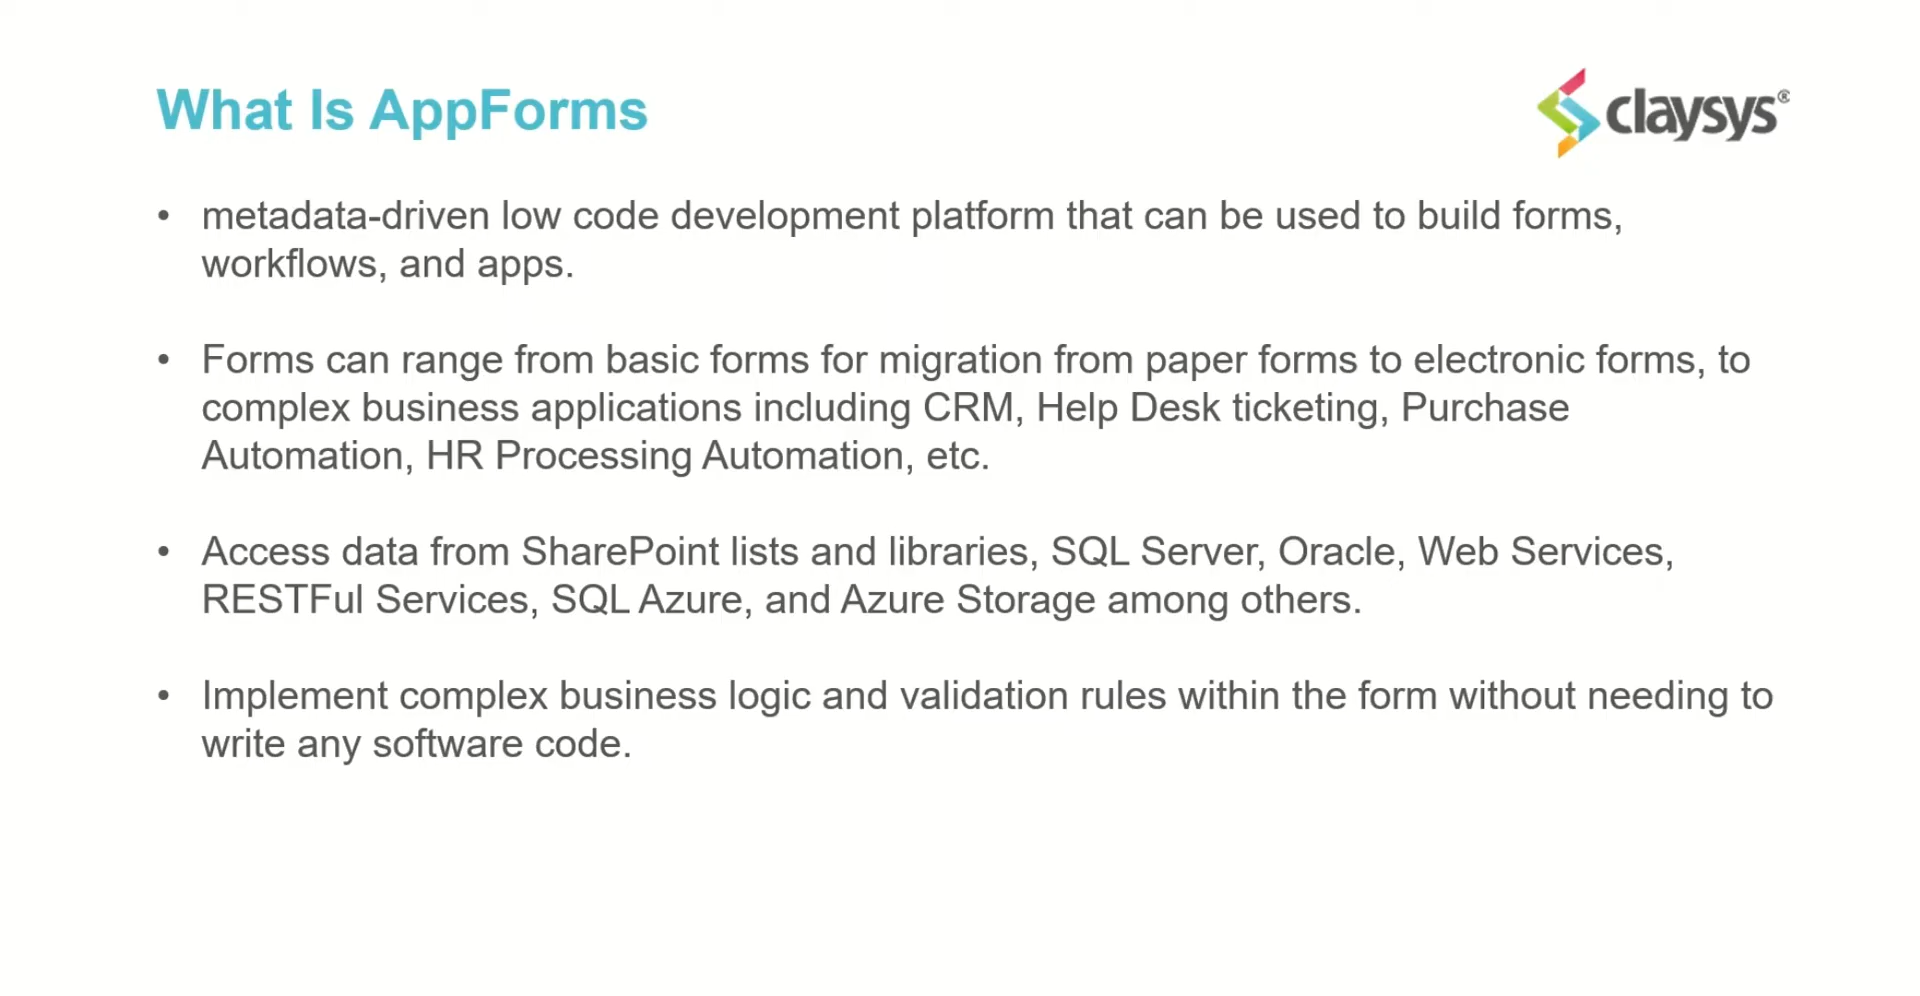 What Is AppForms
claysys®
• metadata-driven low code development platform that can be used to build forms,
workflows, and apps.
• Forms can range from basic forms for migration from paper forms to electronic forms, to
complex business applications including CRM, Help Desk ticketing, Purchase
Automation, HR Processing Automation, etc.
• Access data from SharePoint lists and libraries, SQL Server, Oracle, Web Services,
RESTFul Services, SQL Azure, and Azure Storage among others.
• Implement complex business logic and validation rules within the form without needing to
write any software code.